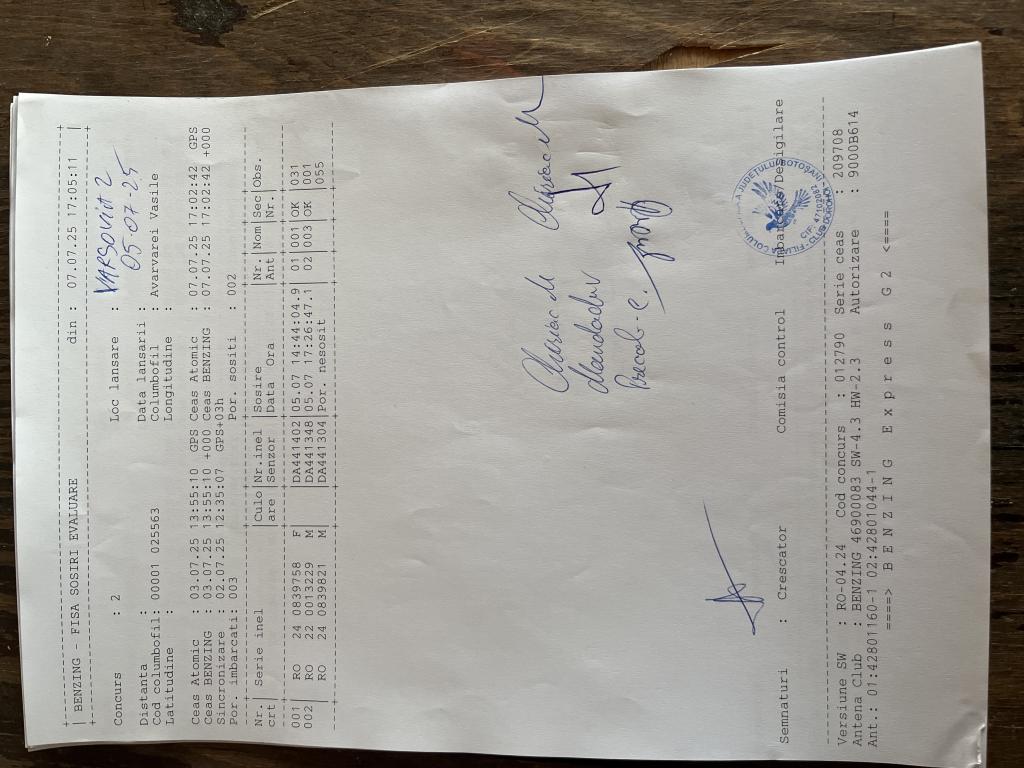 BENZING - FISA SOSIRI EVALUARE din : 07.07.25 17:05:11
Concurs : 2 Loc lansare : VARSOVIA 2
Distanta : Data lansarii : 05-07-25
Cod columbofil: 00001 025563 Columbofil : Avarvarei Vasile
Latitudine : Longitudine :
Ceas Atomic : 03.07.25 13:55:10 GPS Ceas Atomic : 07.07.25 17:02:42 GPS
Ceas BENZING : 03.07.25 13:55:10 +000 Ceas BENZING : 07.07.25 17:02:42 +000
Sincronizare : 02.07.25 12:35:07 GPS+03h
Por. imbarcati: 003 Por. sositi : 002
Nr. | Serie inel |Culo|Nr.inel |Sosire |Nr |Nom|Sec|Obs.
crt| |are |Senzor |Data Ora |Ant| |Nr.|
001| RO 24 0839758 F | |DA441402|05.07 14:44:04.9| 01|001|OK |031
002| RO 22 0013229 M | |DA441348|05.07 17:26:47.1| 02|003|OK |001
| RO 24 0839821 M | |DA441304|Por. nesosit | | | |055
Semnaturi : Crescator Comisia control Imbarcare/Desigilare
COLUMBOFILA JUDETULUI BOTOSANI
FILIALA CLUB DOROHOI
CIF: 47102082
Versiune SW : RO-04.24 Cod concurs : 012790 Serie ceas : 209708
Antena Club : BENZING 46900083 SW-4.3 HW-2.3 Autorizare : 9000B614
Ant.: 01:42801160-1 02:42801044-1
====> B E N Z I N G E x p r e s s G 2 <====